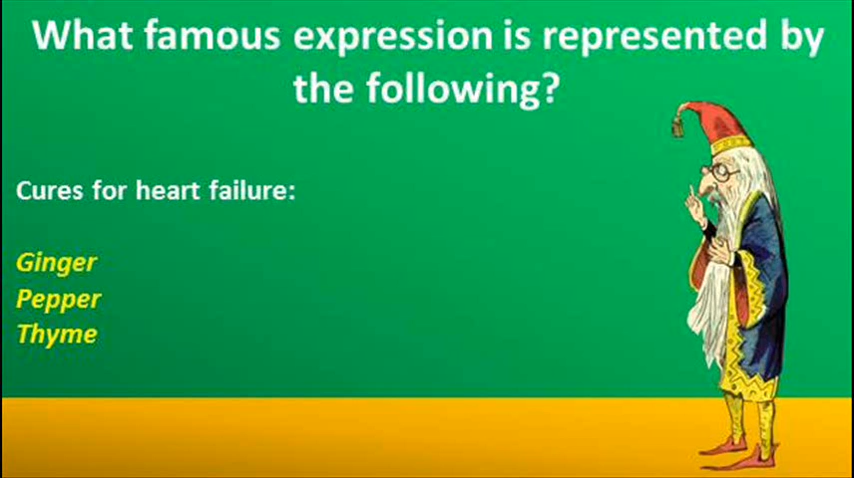 What famous expression is represented by
the following?
Cures for heart failure:
Ginger
Pepper
Thyme